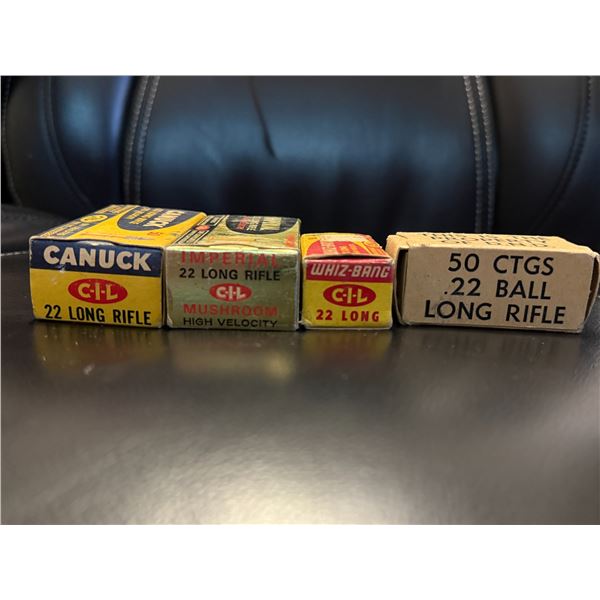 CANUCK
C-I-L
22 LONG RIFLE
CANUCK
IMPERIAL
22 LONG RIFLE
C-I-L
MUSHROOM
HIGH VELOCITY
WHIZ-BANG
C-I-L
22 LONG
50 CTGS
.22 BALL
LONG RIFLE